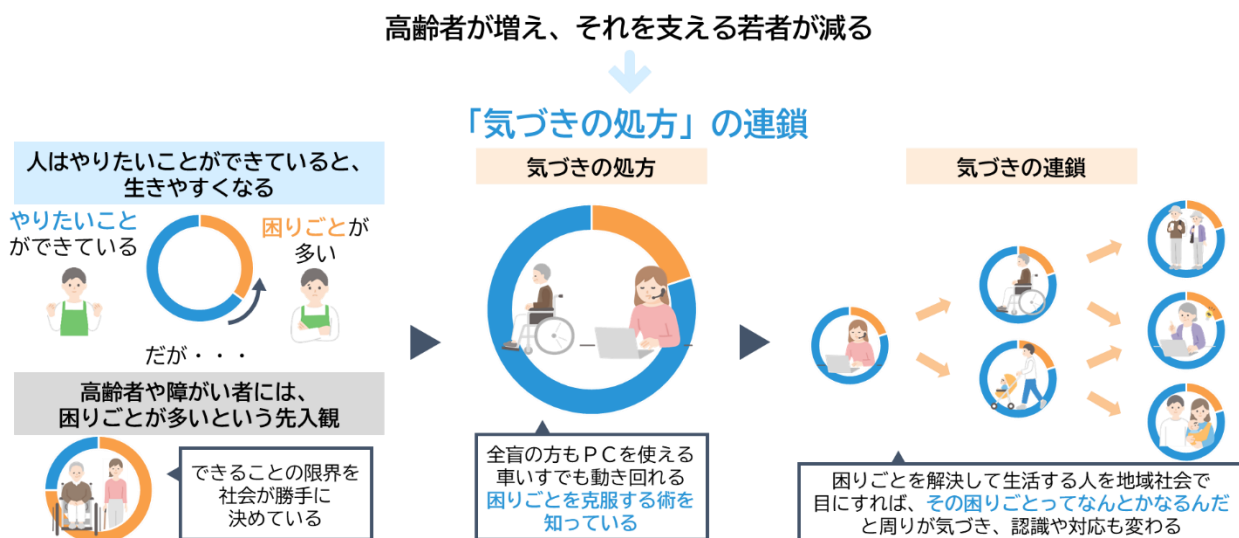 高齢者が増え、それを支える若者が減る
「気づきの処方」の連鎖
人はやりたいことができていると、
生きやすくなる
やりたいこと
ができている
困りごとが
多い
だが・・・
高齢者や障がい者には、
困りごとが多いという先入観
できることの限界を
社会が勝手に
決めている
気づきの処方
全盲の方もＰＣを使える
車いすでも動き回れる
困りごとを克服する術を
知っている
気づきの連鎖
困りごとを解決して生活する人を地域社会で
目にすれば、その困りごとってなんとかなるんだ
と周りが気づき、認識や対応も変わる